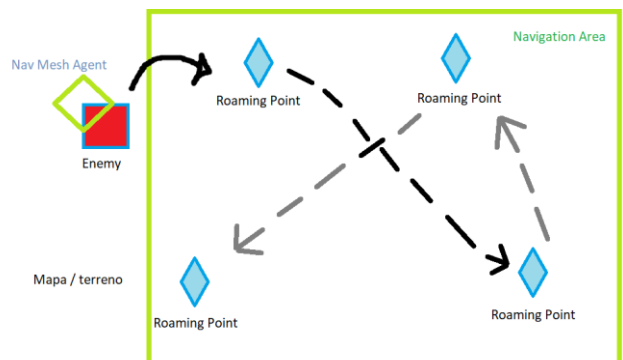 Navigation Area
Nav Mesh Agent
Roaming Point
Roaming Point
Enemy
Mapa / terreno
Roaming Point
Roaming Point